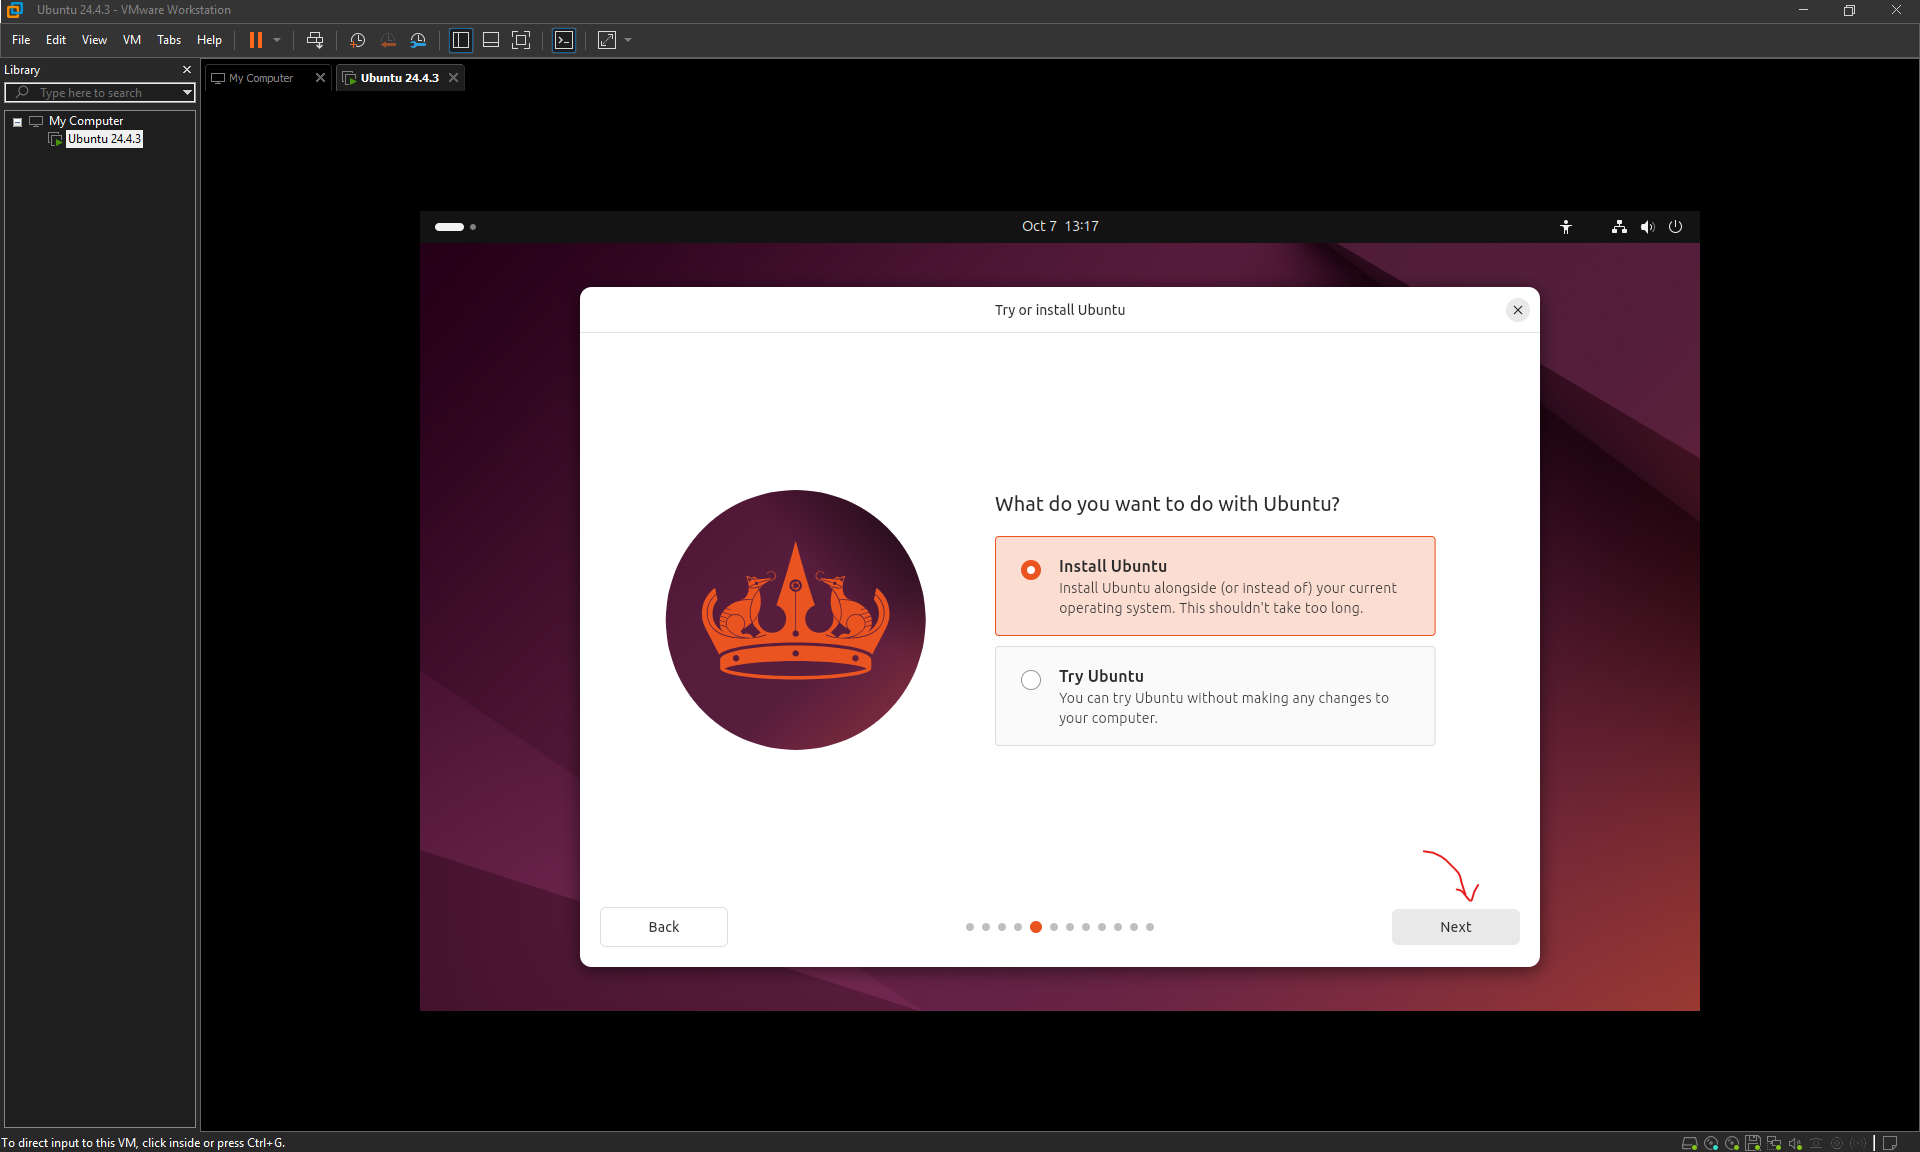 Ubuntu 24.4.3 - VMware Workstation
File Edit View VM Tabs Help
Library
My Computer
Ubuntu 24.4.3
Type here to search
My Computer
Ubuntu 24.4.3
Oct 7 13:17
Try or install Ubuntu
What do you want to do with Ubuntu?
Install Ubuntu
Install Ubuntu alongside (or instead of) your current
operating system. This shouldn't take too long.
Try Ubuntu
You can try Ubuntu without making any changes to
your computer.
Back
Next
To direct input to this VM, click inside or press Ctrl+G.